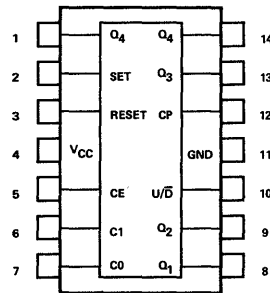 1 Q4 Q4 14
2 SET Q3 13
3 RESET CP 12
4 VCC GND 11
5 CE U/D̅ 10
6 C1 Q2 9
7 C0 Q1 8